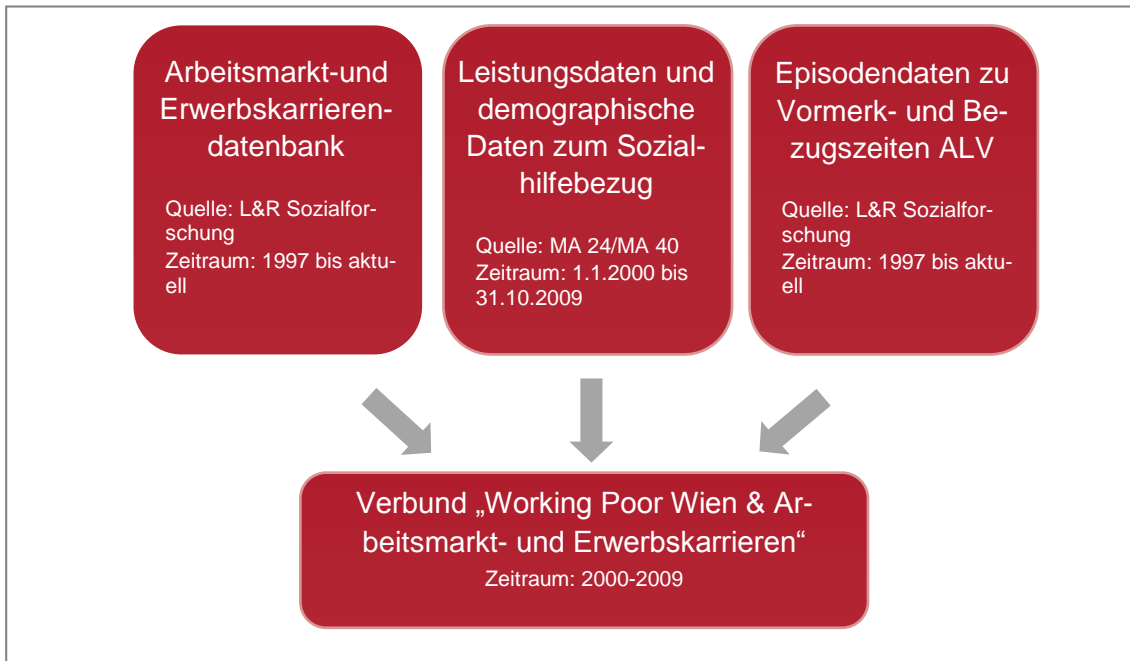 Arbeitsmarkt-und
Erwerbskarrieren-
datenbank
Quelle: L&R Sozialfor-
schung
Zeitraum: 1997 bis aktu-
ell
Leistungsdaten und
demographische
Daten zum Sozial-
hilfebezug
Quelle: MA 24/MA 40
Zeitraum: 1.1.2000 bis
31.10.2009
Episodendaten zu
Vormerk- und Be-
zugszeiten ALV
Quelle: L&R Sozialfor-
schung
Zeitraum: 1997 bis aktu-
ell
Verbund „Working Poor Wien & Ar-
beitsmarkt- und Erwerbskarrieren“
Zeitraum: 2000-2009